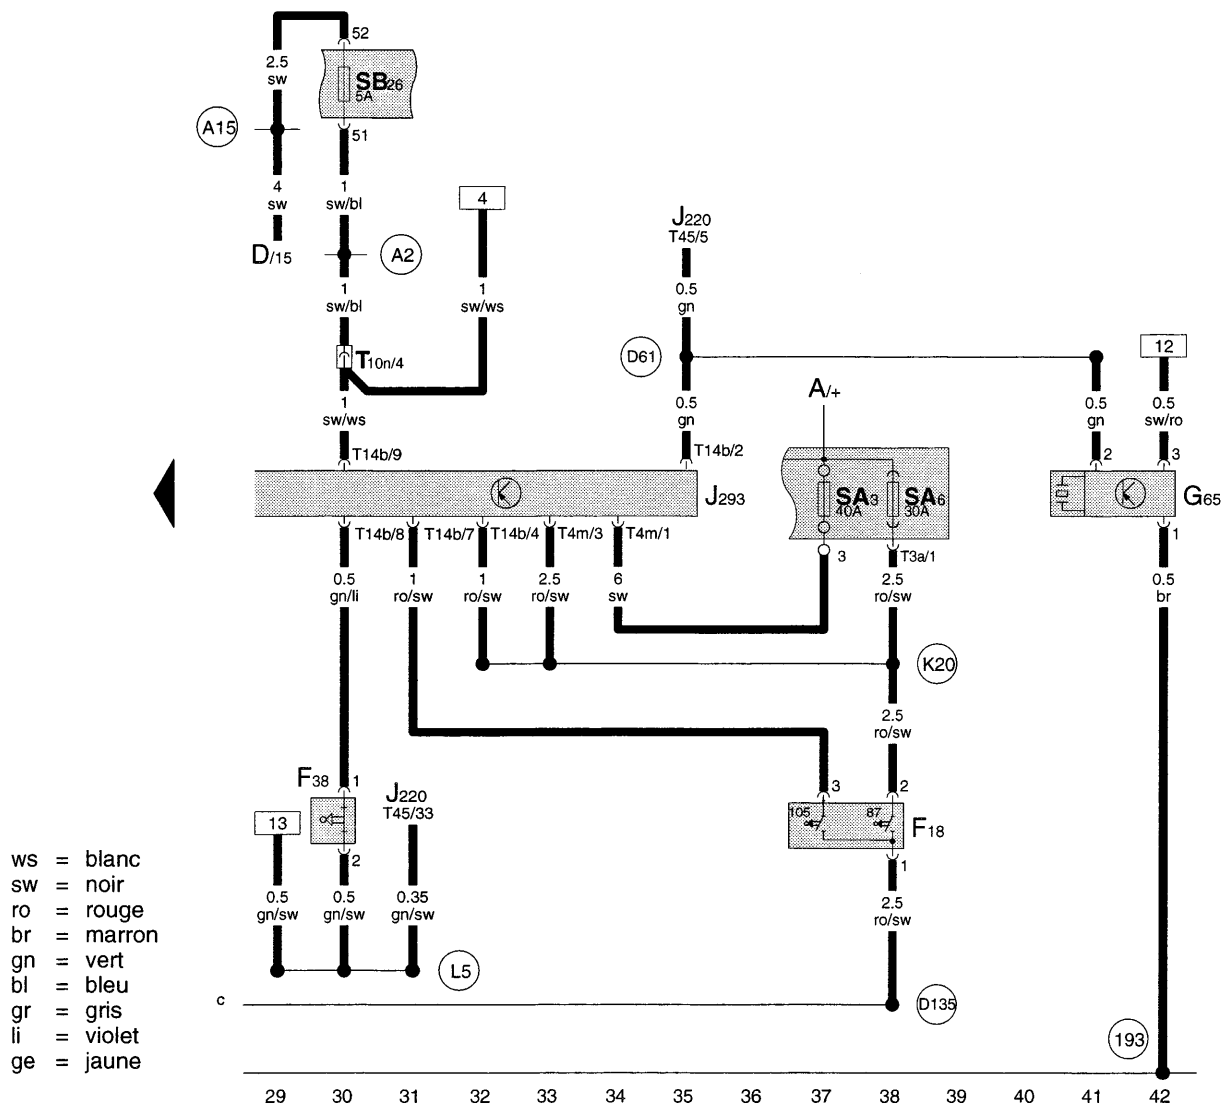 52
2.5
sw
SB26
5A
A15
51
4
sw
1
sw/bl
4
J220
T45/5
D/15
A2
1
sw/bl
1
sw/ws
0.5
gn
T10n/4
D61
12
A/+
1
sw/ws
0.5
gn
0.5
gn
0.5
sw/ro
T14b/9
T14b/2
2
3
J293
SA3
40A
SA6
30A
G65
T14b/8
T14b/7
T14b/4
T4m/3
T4m/1
3
T3a/1
1
0.5
gn/li
1
ro/sw
1
ro/sw
2.5
ro/sw
6
sw
2.5
ro/sw
0.5
br
K20
2.5
ro/sw
F38
1
J220
T45/33
3
2
13
105
87
F18
2
1
ws = blanc
sw = noir
ro = rouge
br = marron
gn = vert
bl = bleu
gr = gris
li = violet
ge = jaune
0.5
gn/sw
0.5
gn/sw
0.35
gn/sw
2.5
ro/sw
L5
c
D135
193
29 30 31 32 33 34 35 36 37 38 39 40 41 42